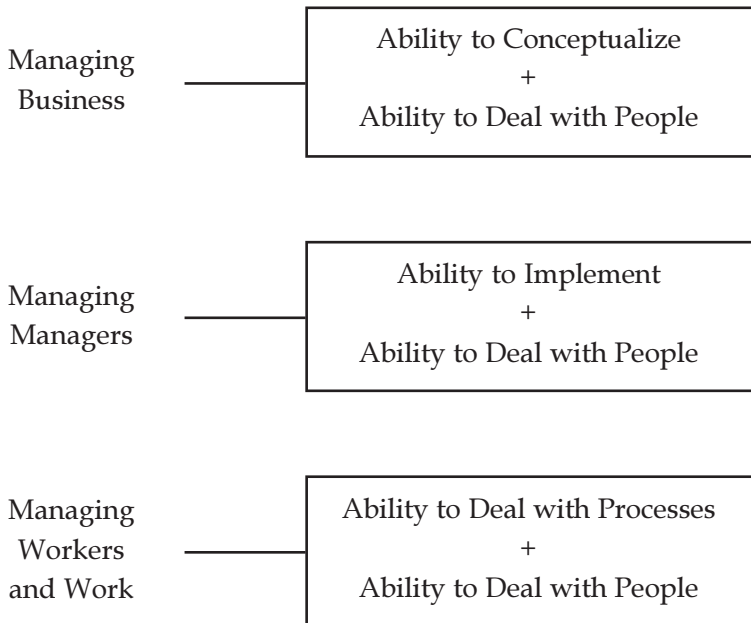 Managing
Business
Ability to Conceptualize
+
Ability to Deal with People
Managing
Managers
Ability to Implement
+
Ability to Deal with People
Managing
Workers
and Work
Ability to Deal with Processes
+
Ability to Deal with People